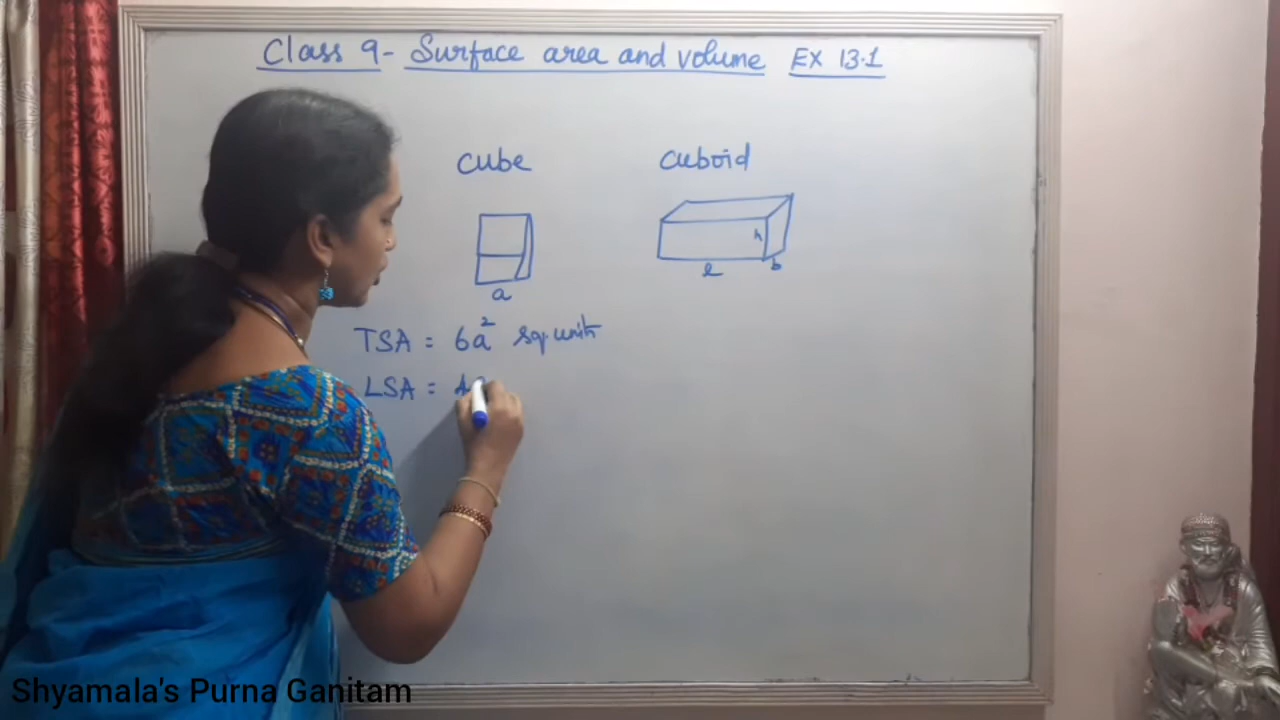 Class 9- Surface area and volume EX 13.1
cube cuboid
h
a l b
TSA = 6a² sq.units
LSA = 4a
Shyamala's Purna Ganitam